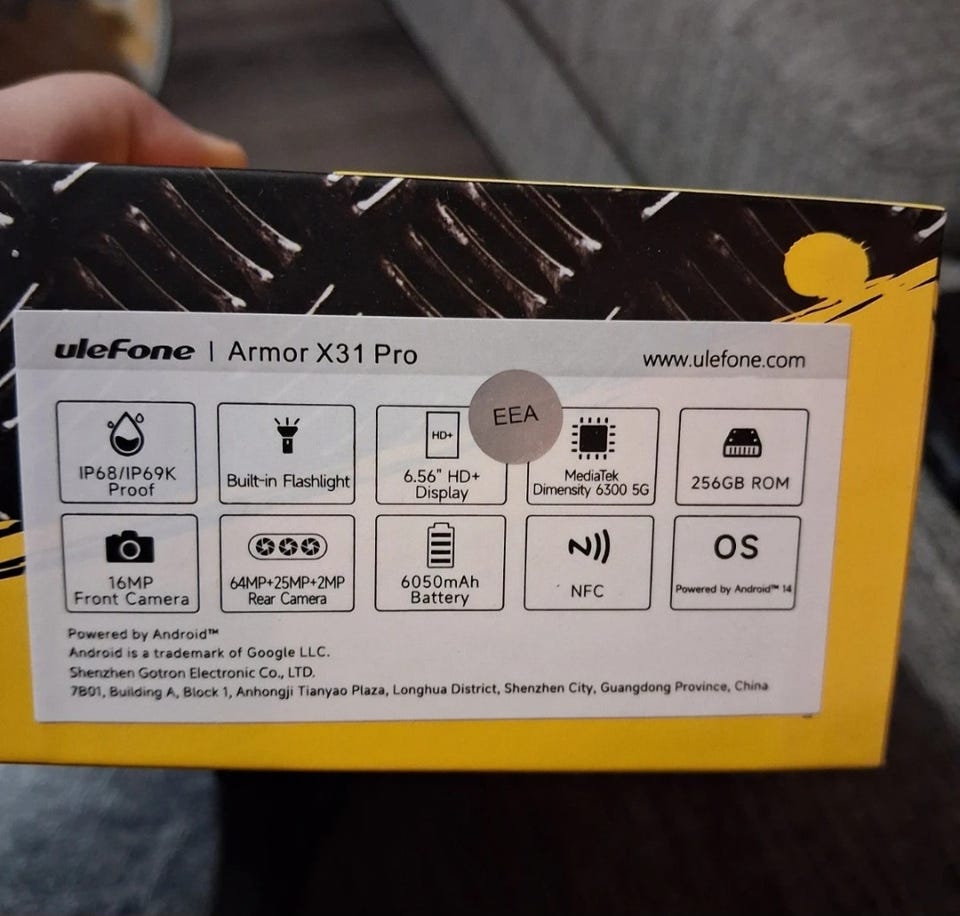 uleFone | Armor X31 Pro
www.ulefone.com
EEA
IP68/IP69K
Proof
Built-in Flashlight
HD+
6.56" HD+
Display
MediaTek
Dimensity 6300 5G
256GB ROM
16MP
Front Camera
64MP+25MP+2MP
Rear Camera
6050mAh
Battery
NFC
OS
Powered by Android™ 14
Powered by Android™
Android is a trademark of Google LLC.
Shenzhen Gotron Electronic Co., LTD.
7B01, Building A, Block 1, Anhongji Tianyao Plaza, Longhua District, Shenzhen City, Guangdong Province, China